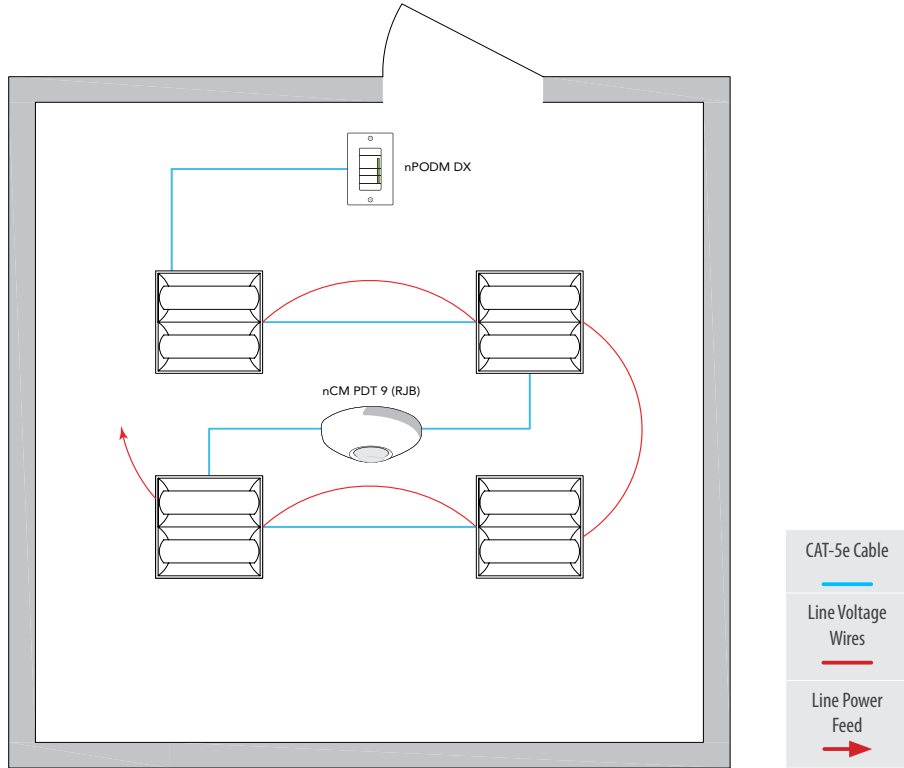 nPODM DX
nCM PDT 9 (RJB)
CAT-5e Cable
Line Voltage
Wires
Line Power
Feed